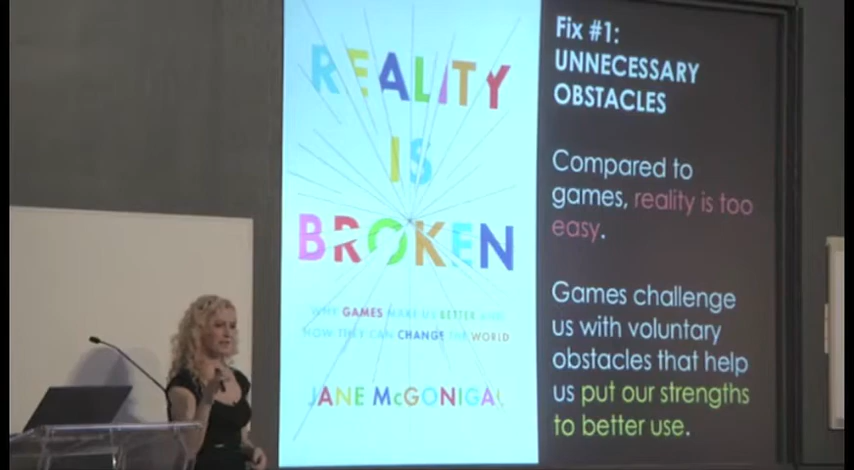 REALITY
IS
BROKEN
WHY GAMES MAKE US BETTER AND
HOW THEY CAN CHANGE THE WORLD
JANE McGONIGAL
Fix #1:
UNNECESSARY
OBSTACLES
Compared to
games, reality is too
easy.
Games challenge
us with voluntary
obstacles that help
us put our strengths
to better use.